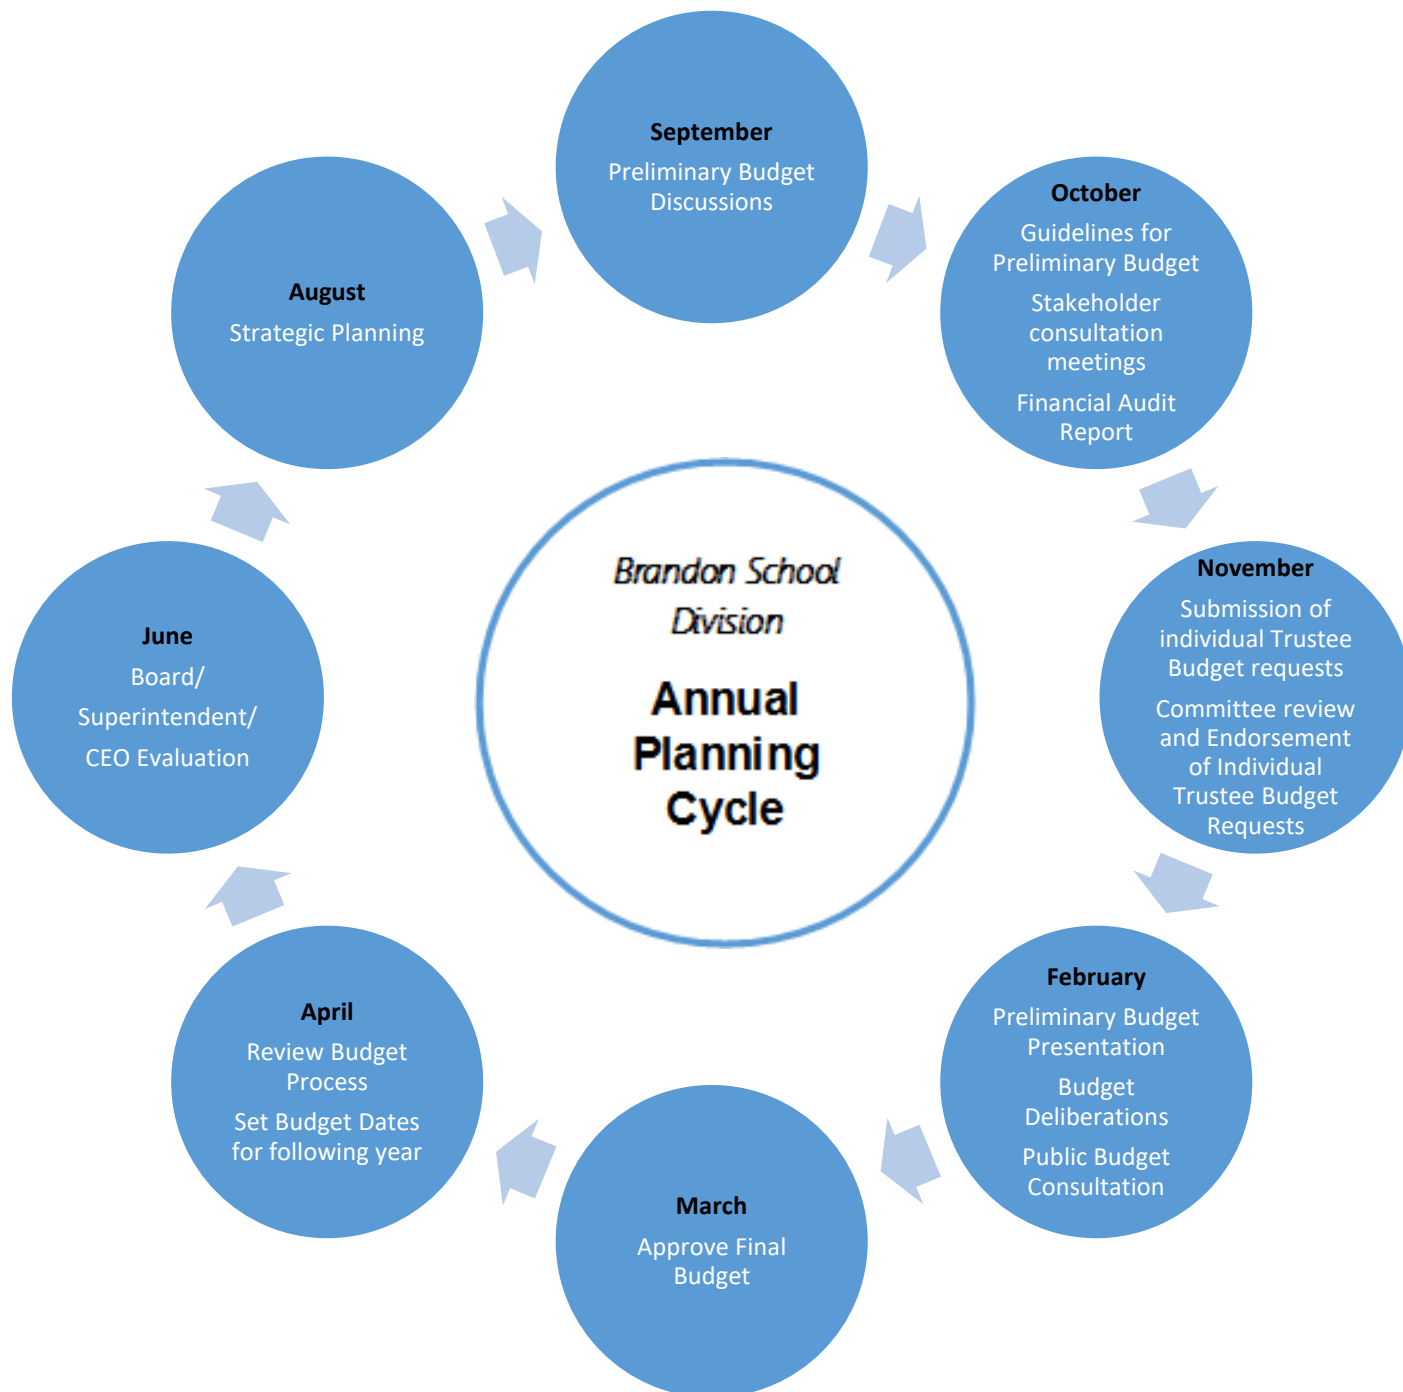 September
Preliminary Budget
Discussions
October
Guidelines for
Preliminary Budget
Stakeholder
consultation
meetings
Financial Audit
Report
November
Submission of
individual Trustee
Budget requests
Committee review
and Endorsement
of Individual
Trustee Budget
Requests
February
Preliminary Budget
Presentation
Budget
Deliberations
Public Budget
Consultation
March
Approve Final
Budget
April
Review Budget
Process
Set Budget Dates
for following year
June
Board/
Superintendent/
CEO Evaluation
August
Strategic Planning
Brandon School
Division
Annual
Planning
Cycle